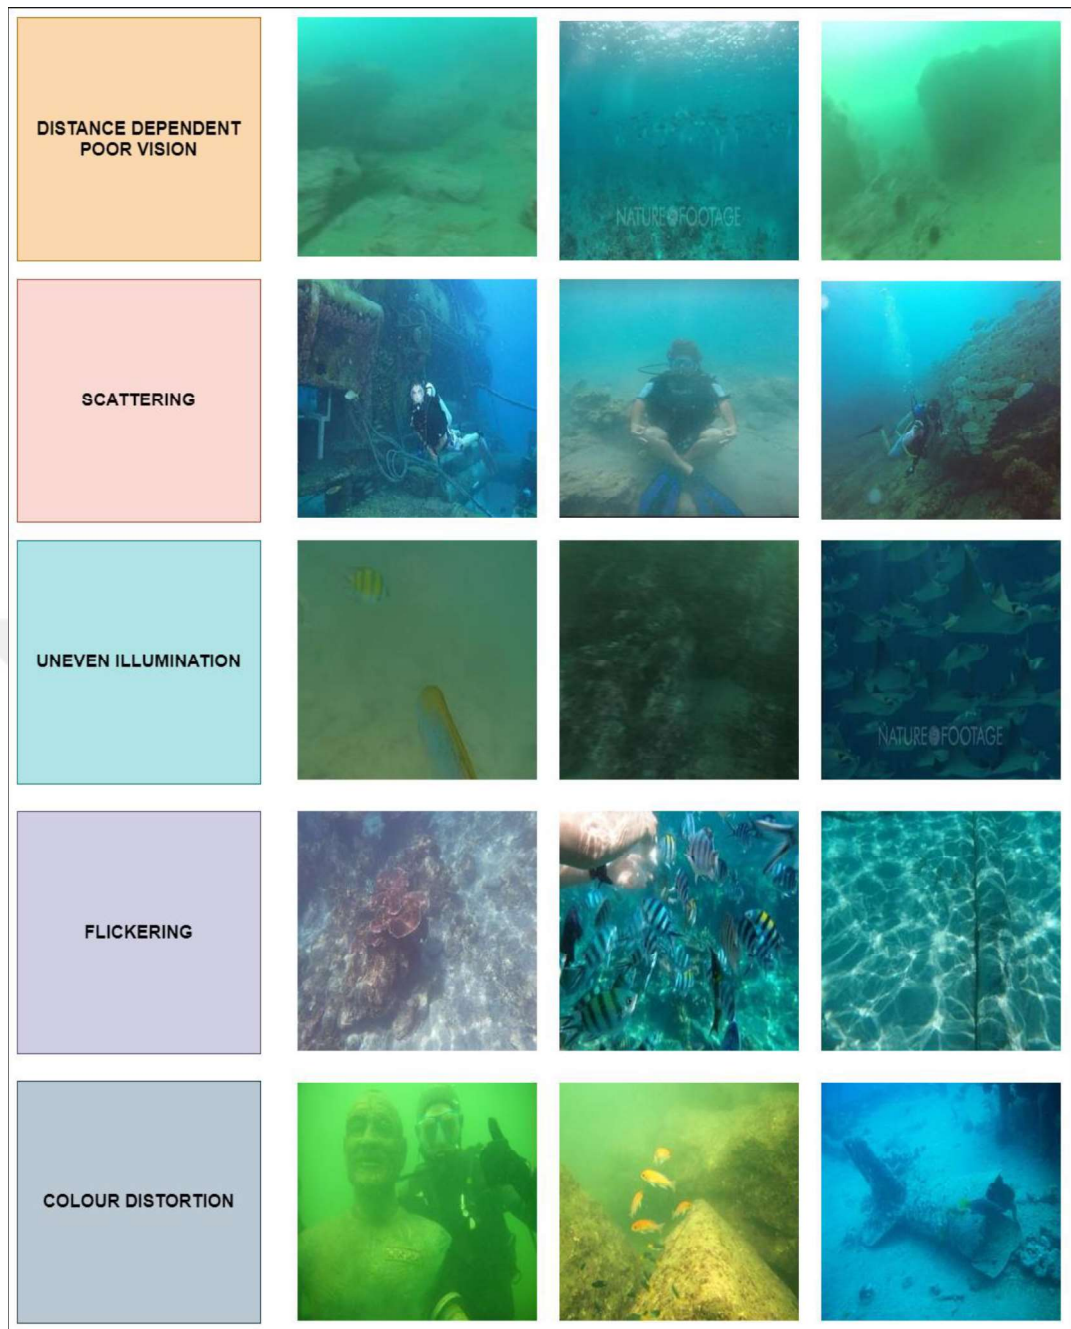 DISTANCE DEPENDENT
POOR VISION
NATURE FOOTAGE
SCATTERING
UNEVEN ILLUMINATION
NATURE FOOTAGE
FLICKERING
COLOUR DISTORTION